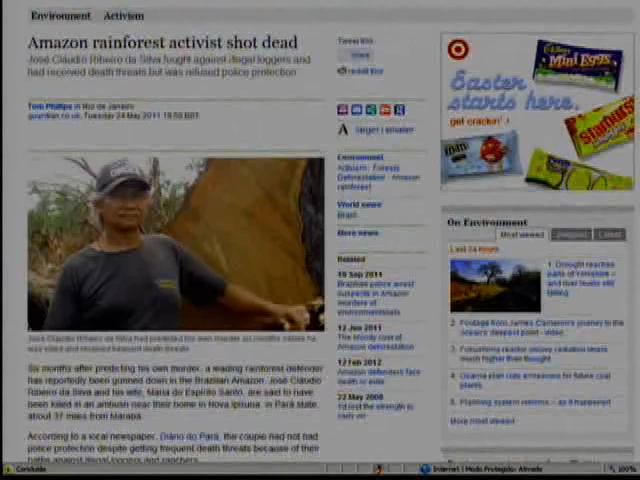 Environment Activism
Amazon rainforest activist shot dead
José Cláudio Ribeiro da Silva fought against illegal loggers and
had received death threats but was refused police protection
Tom Phillips in Rio de Janeiro
guardian.co.uk, Tuesday 24 May 2011 19.59 BST
José Cláudio Ribeiro da Silva had predicted his own murder six months before he
was killed and received frequent death threats
Six months after predicting his own murder, a leading rainforest defender
has reportedly been gunned down in the Brazilian Amazon. José Cláudio
Ribeiro da Silva and his wife, Maria do Espírito Santo, are said to have
been killed in an ambush near their home in Nova Ipixuna, in Pará state,
about 37 miles from Marabá.
According to a local newspaper, Diário do Pará, the couple had not had
police protection despite getting frequent death threats because of their
battle against illegal loggers and ranchers.
Tweet this
reddit this
A larger | smaller
Environment
Activism · Forests ·
Deforestation · Amazon
rainforest
World news
Brazil
More news
Related
19 Sep 2011
Brazilian police arrest
suspects in Amazon
murders of
environmentalists
12 Jun 2011
The bloody cost of
Amazon deforestation
12 Feb 2012
Amazon defenders face
death or exile
22 May 2008
'I'd lost the strength to
carry on'
Cadbury
Mini Eggs
Easter
starts here.
get crackin'.
Starburst
m&m
On Environment
Most viewed
Latest
Last 24 hours
1. Drought reaches
parts of Yorkshire –
and river levels still
falling
2. Footage from James Cameron's journey to the
ocean's deepest point - video
3. Fukushima reactor shows radiation levels
much higher than thought
4. Obama plan cuts emissions for future coal
plants
5. Planning system reforms – as it happened
More most viewed
Concluído
Internet | Modo Protegido: Ativado
100%